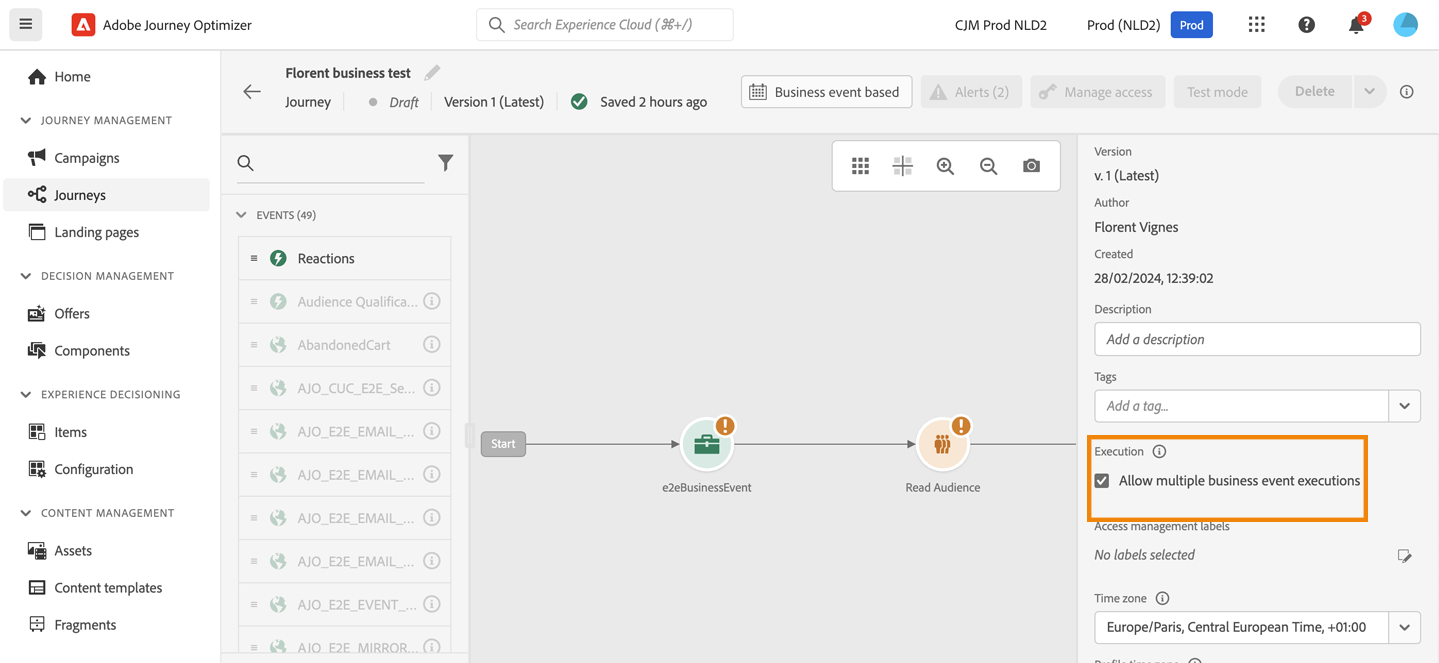 Adobe Journey Optimizer
Search Experience Cloud (⌘+/)
CJM Prod NLD2
Prod (NLD2)
Prod
3
Home
JOURNEY MANAGEMENT
Campaigns
Journeys
Landing pages
DECISION MANAGEMENT
Offers
Components
EXPERIENCE DECISIONING
Items
Configuration
CONTENT MANAGEMENT
Assets
Content templates
Fragments
Florent business test
Journey
Draft
Version 1 (Latest)
Saved 2 hours ago
Business event based
Alerts (2)
Manage access
Test mode
Delete
EVENTS (49)
Reactions
Audience Qualifica...
AbandonedCart
AJO_CUC_E2E_Se...
AJO_E2E_EMAIL_...
AJO_E2E_EMAIL_...
AJO_E2E_EMAIL_...
AJO_E2E_EMAIL_...
AJO_E2E_EVENT_...
AJO_E2E_MIRROR...
Start
e2eBusinessEvent
Read Audience
Version
v. 1 (Latest)
Author
Florent Vignes
Created
28/02/2024, 12:39:02
Description
Add a description
Tags
Add a tag...
Execution
Allow multiple business event executions
Access management labels
No labels selected
Time zone
Europe/Paris, Central European Time, +01:00
Profile time zone